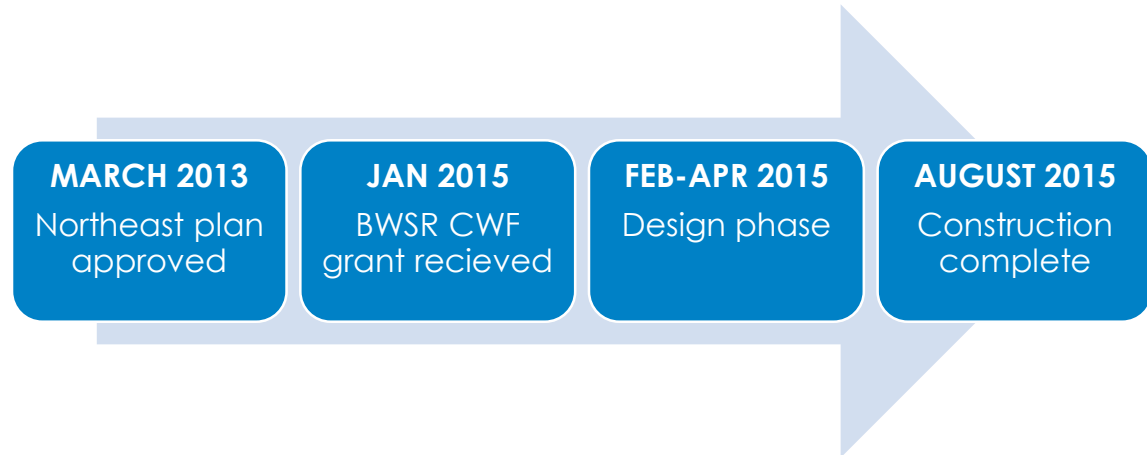 MARCH 2013
Northeast plan
approved
JAN 2015
BWSR CWF
grant recieved
FEB-APR 2015
Design phase
AUGUST 2015
Construction
complete